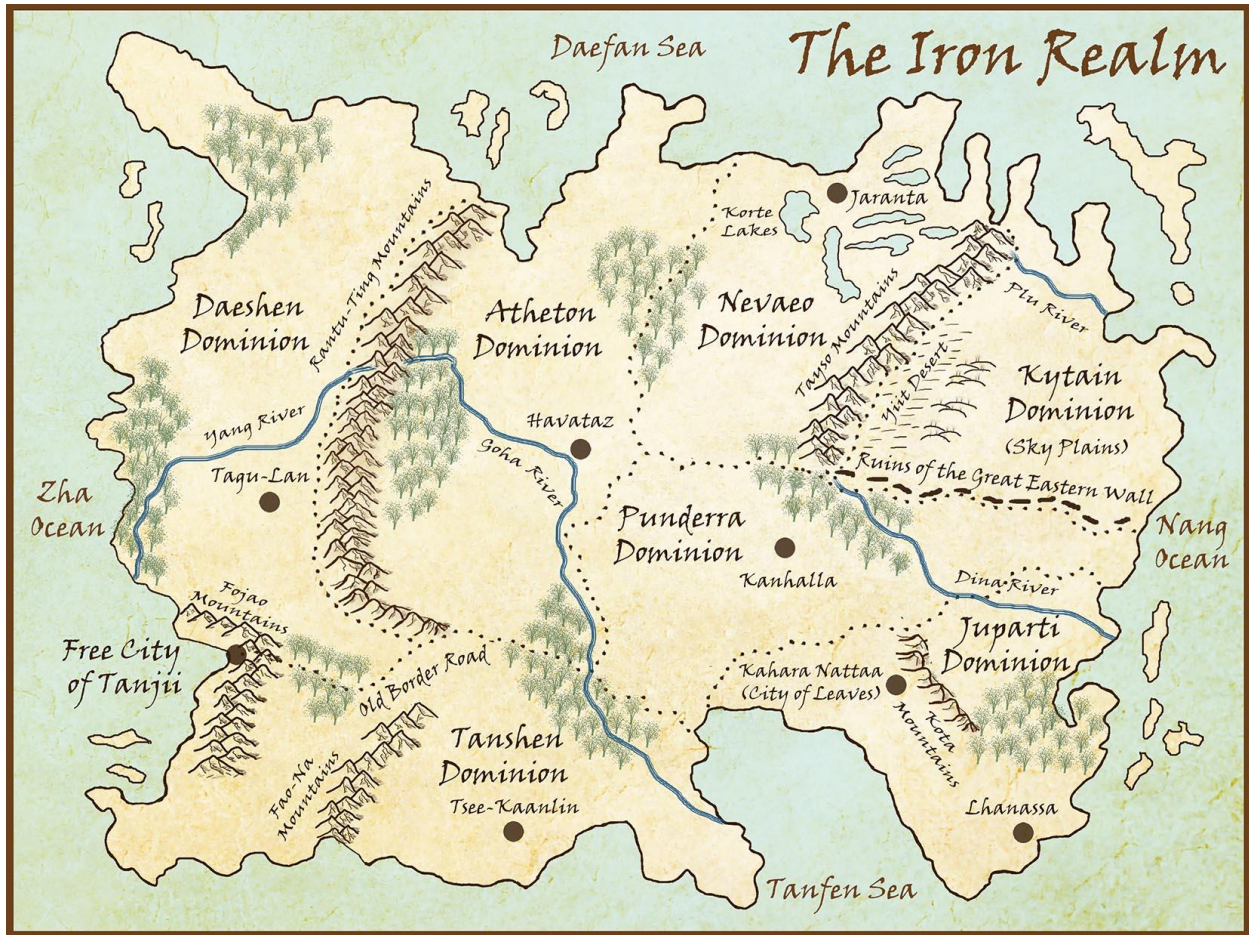 Daefan Sea
The Iron Realm
Rantu-Ting Mountains
Korte
Lakes
Jaranta
Daeshen
Dominion
Atheton
Dominion
Nevaeo
Dominion
Tayso Mountains
Plu River
Yiit Desert
Kytain
Dominion
(Sky Plains)
Yang River
Havataz
Goha River
Tagu-Lan
Ruins of the Great Eastern Wall
Zha
Ocean
Punderra
Dominion
Nang
Ocean
Kanhalla
Dina River
Fojao
Mountains
Free City
of Tanjii
Juparti
Dominion
Old Border Road
Kahara Nattaa
(City of Leaves)
Kota
Mountains
Tanshen
Dominion
Fao-Na
Mountains
Tsee-Kaanlin
Lhanassa
Tanfen Sea